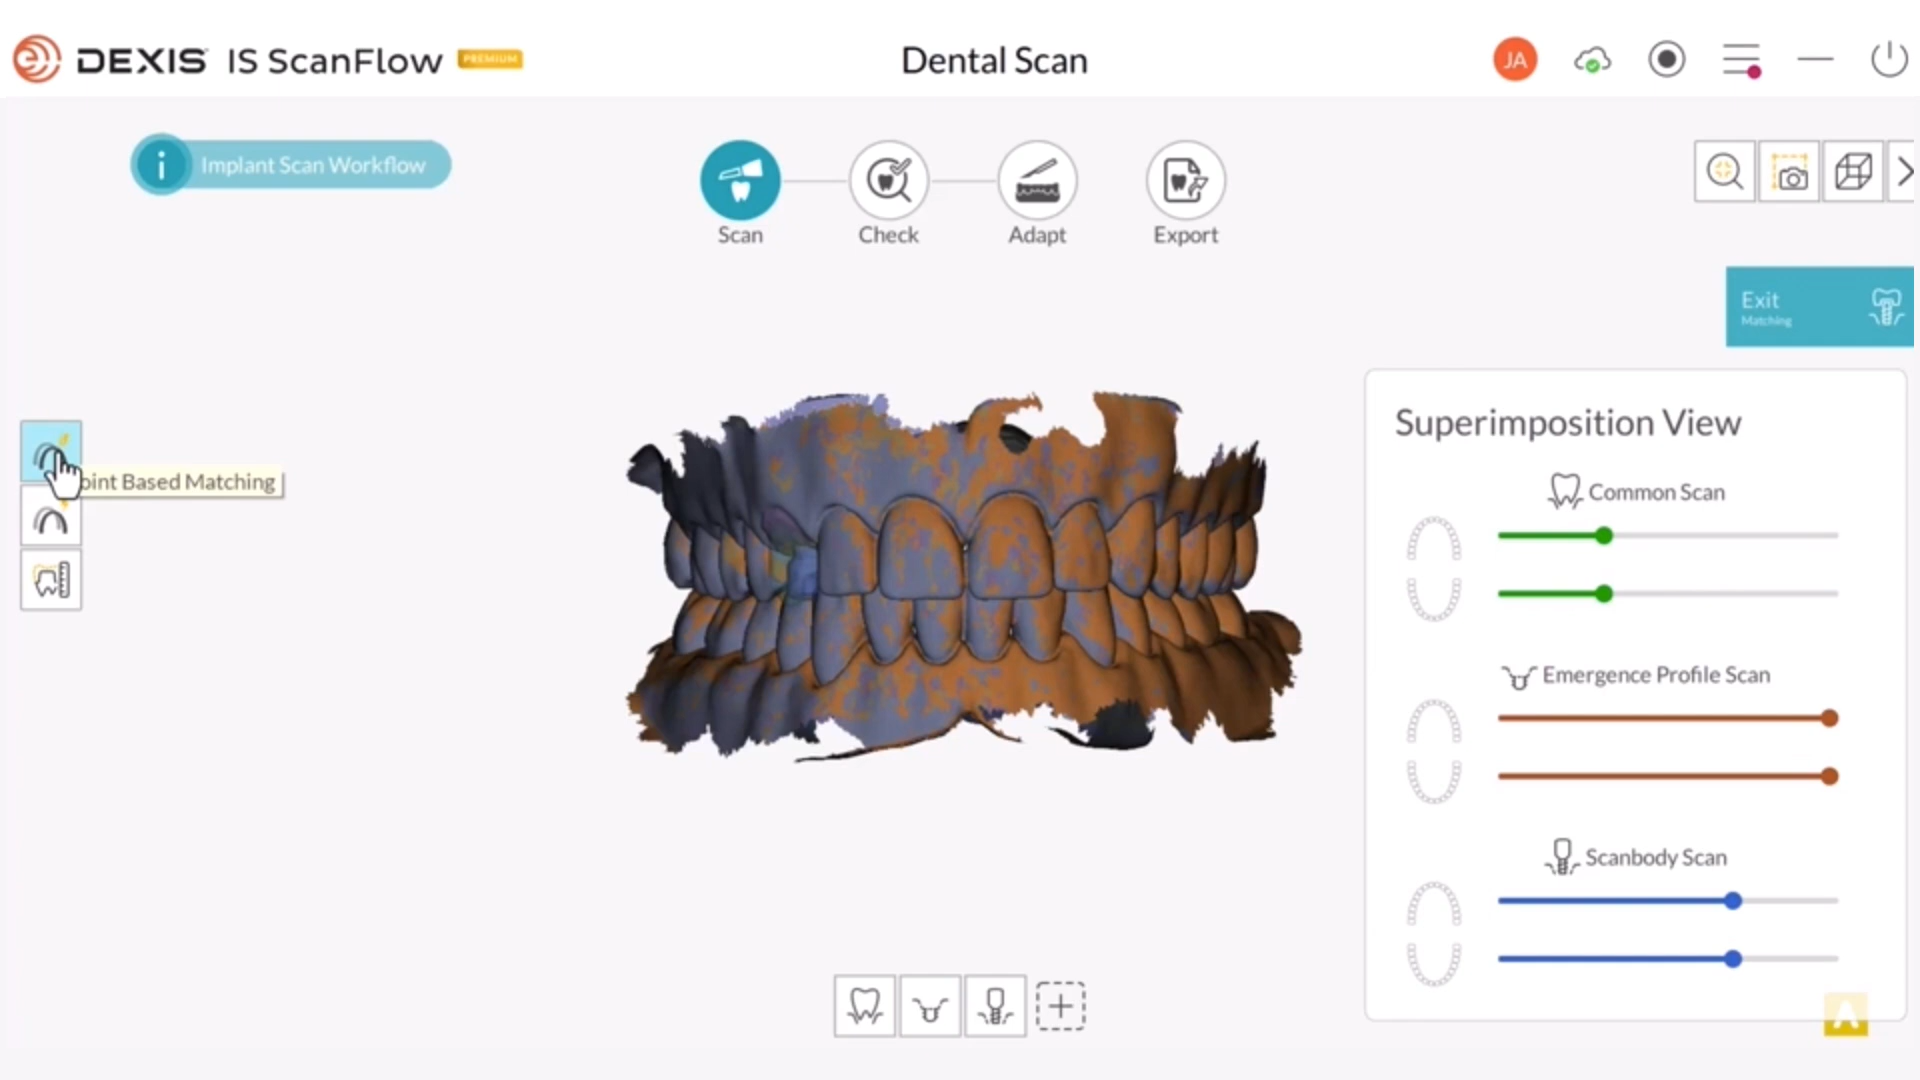 DEXIS IS ScanFlow PREMIUM
Dental Scan
JA
i Implant Scan Workflow
Scan
Check
Adapt
Export
Exit
Matching
oint Based Matching
Superimposition View
Common Scan
Emergence Profile Scan
Scanbody Scan
A